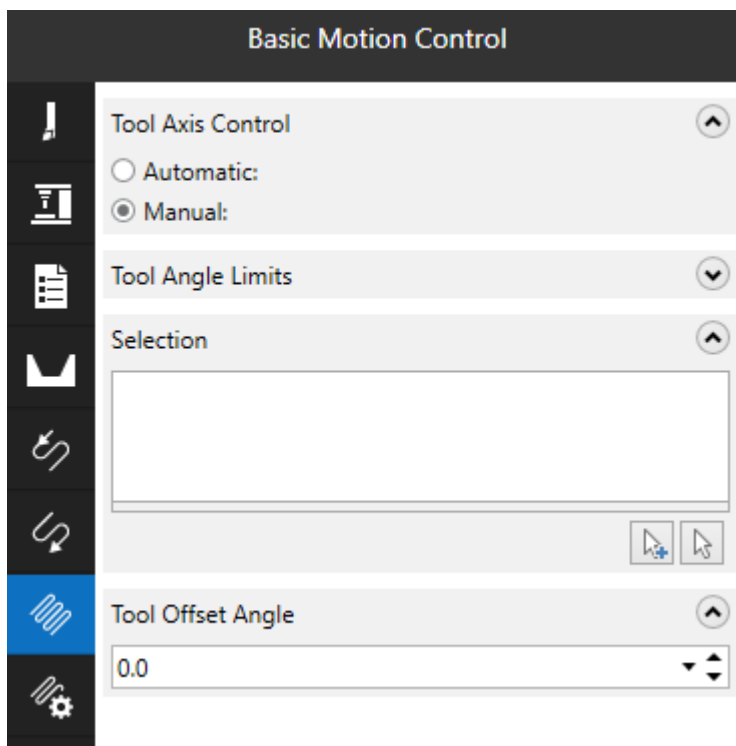 Basic Motion Control
Tool Axis Control
Automatic:
Manual:
Tool Angle Limits
Selection
Tool Offset Angle
0.0